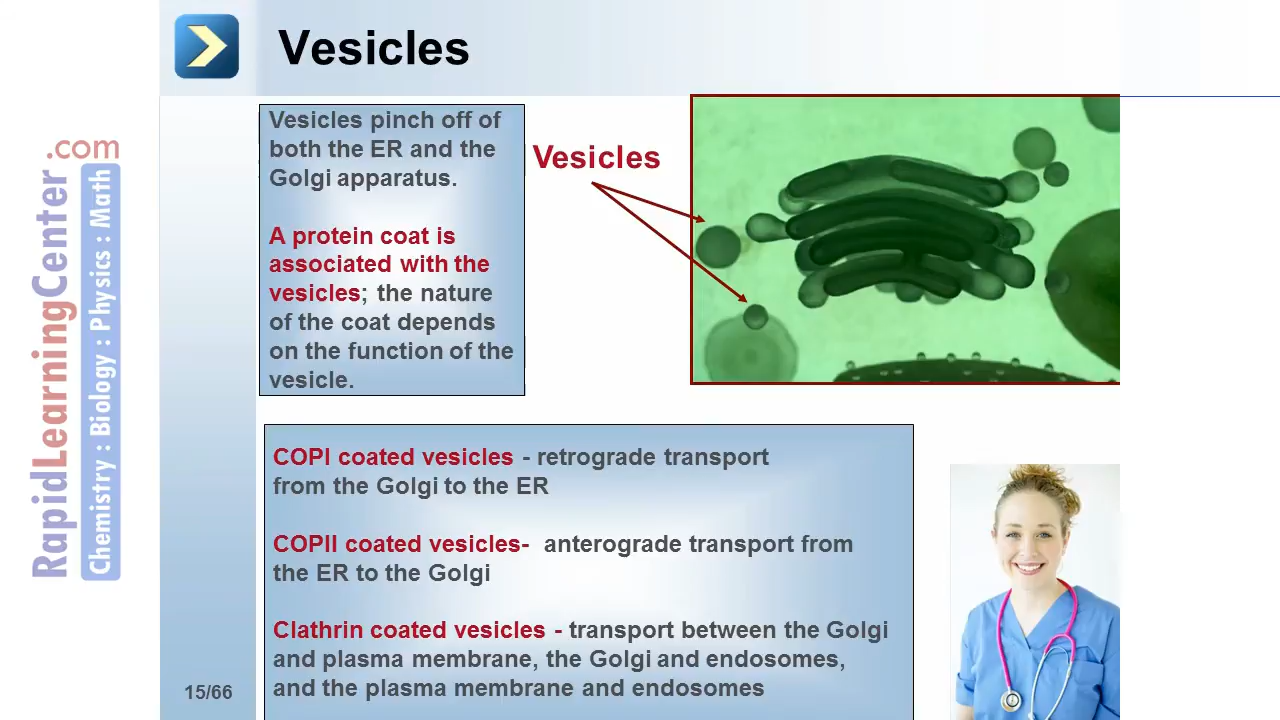 Vesicles
Vesicles pinch off of
both the ER and the
Golgi apparatus.
A protein coat is
associated with the
vesicles; the nature
of the coat depends
on the function of the
vesicle.
Vesicles
COPI coated vesicles - retrograde transport
from the Golgi to the ER
COPII coated vesicles- anterograde transport from
the ER to the Golgi
Clathrin coated vesicles - transport between the Golgi
and plasma membrane, the Golgi and endosomes,
and the plasma membrane and endosomes
15/66
RapidLearningCenter.com
Chemistry : Biology : Physics : Math